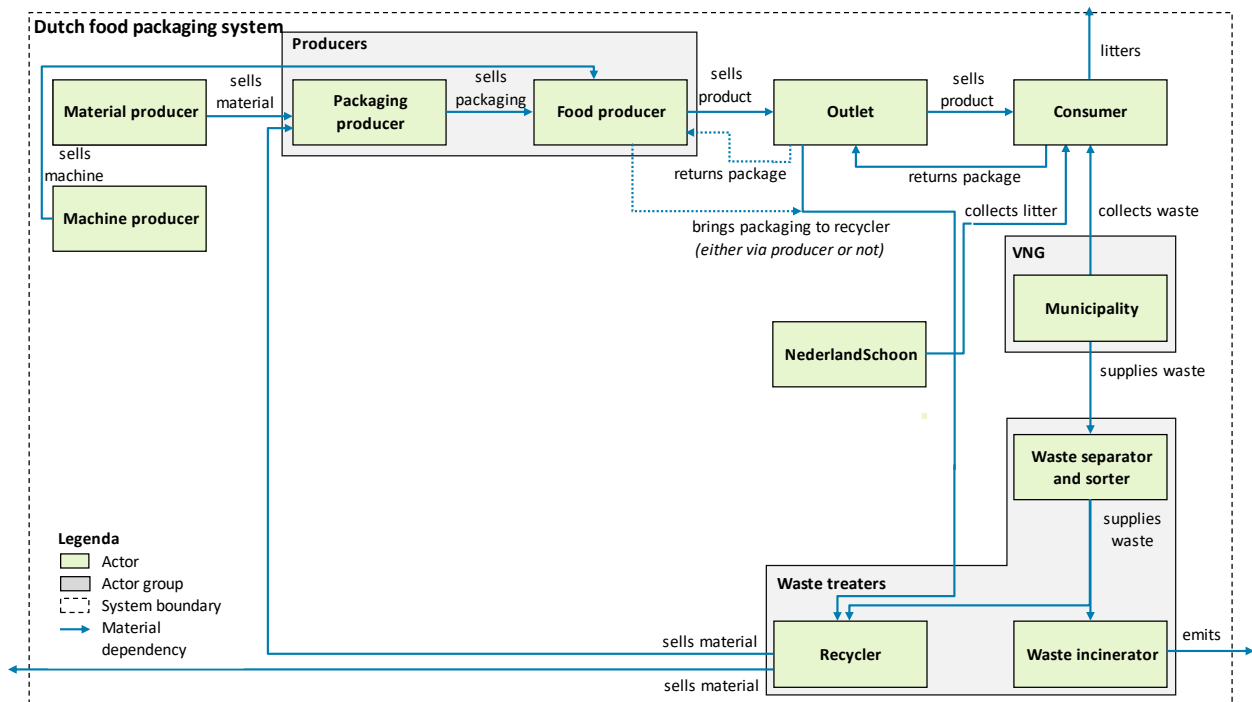 Dutch food packaging system
Producers
litters
sells
material
sells
packaging
sells
product
sells
product
Material producer
Packaging
producer
Food producer
Outlet
Consumer
sells
machine
returns package
returns package
Machine producer
collects litter
collects waste
brings packaging to recycler
(either via producer or not)
VNG
Municipality
NederlandSchoon
supplies waste
Waste separator
and sorter
supplies
waste
Legenda
Actor
Actor group
System boundary
Material
dependency
Waste treaters
sells material
Recycler
Waste incinerator
emits
sells material